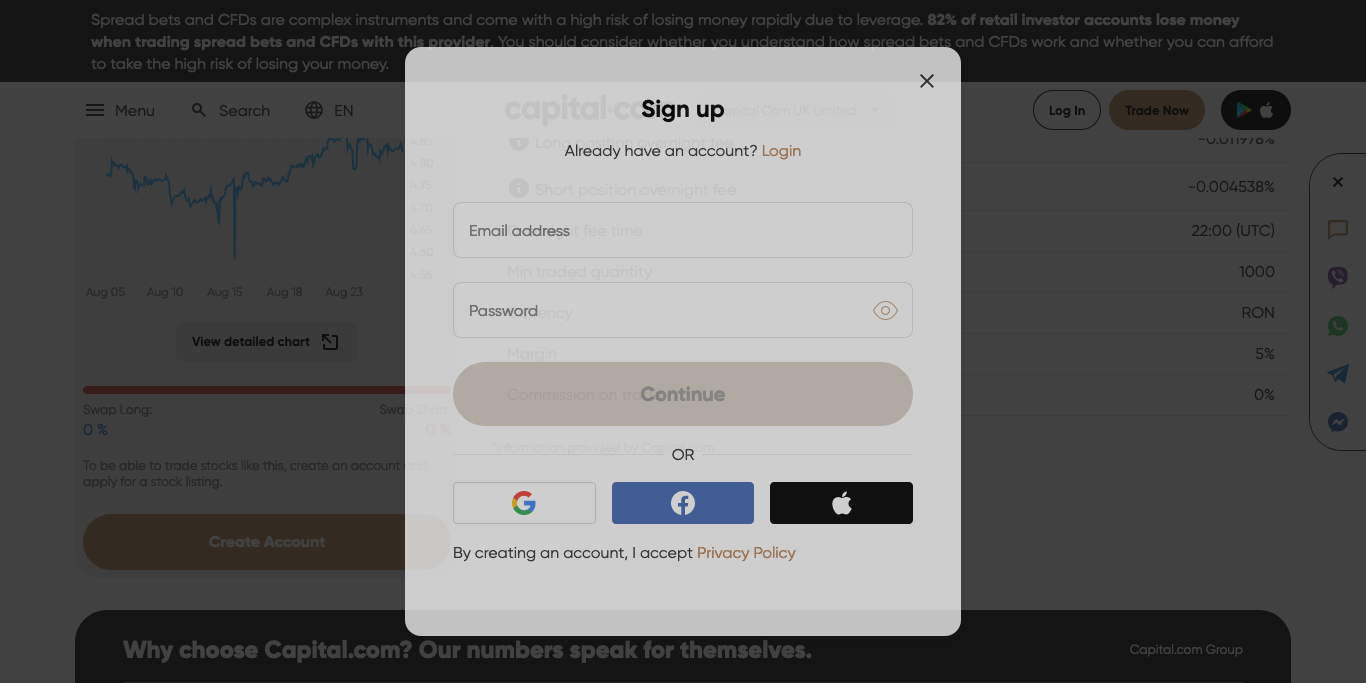 Spread bets and CFDs are complex instruments and come with a high risk of losing money rapidly due to leverage. 82% of retail investor accounts lose money
when trading spread bets and CFDs with this provider. You should consider whether you understand how spread bets and CFDs work and whether you can afford
to take the high risk of losing your money.
Menu
Search
EN
capital.com
Capital Com UK Limited
Log In
Trade Now
Sign up
Already have an account? Login
Email address
Password
Continue
OR
By creating an account, I accept Privacy Policy
4.85
4.80
4.75
4.70
4.65
4.60
4.55
Aug 05
Aug 10
Aug 15
Aug 18
Aug 23
View detailed chart
Swap Long:
Swap Short:
0 %
0 %
To be able to trade stocks like this, create an account and
apply for a stock listing.
Create Account
Long position overnight fee
-0.011978%
Short position overnight fee
-0.004538%
fee time
22:00 (UTC)
Min traded quantity
1000
RON
Margin
5%
Commission on
0%
*Information provided by Capital.com
Why choose Capital.com? Our numbers speak for themselves.
Capital.com Group